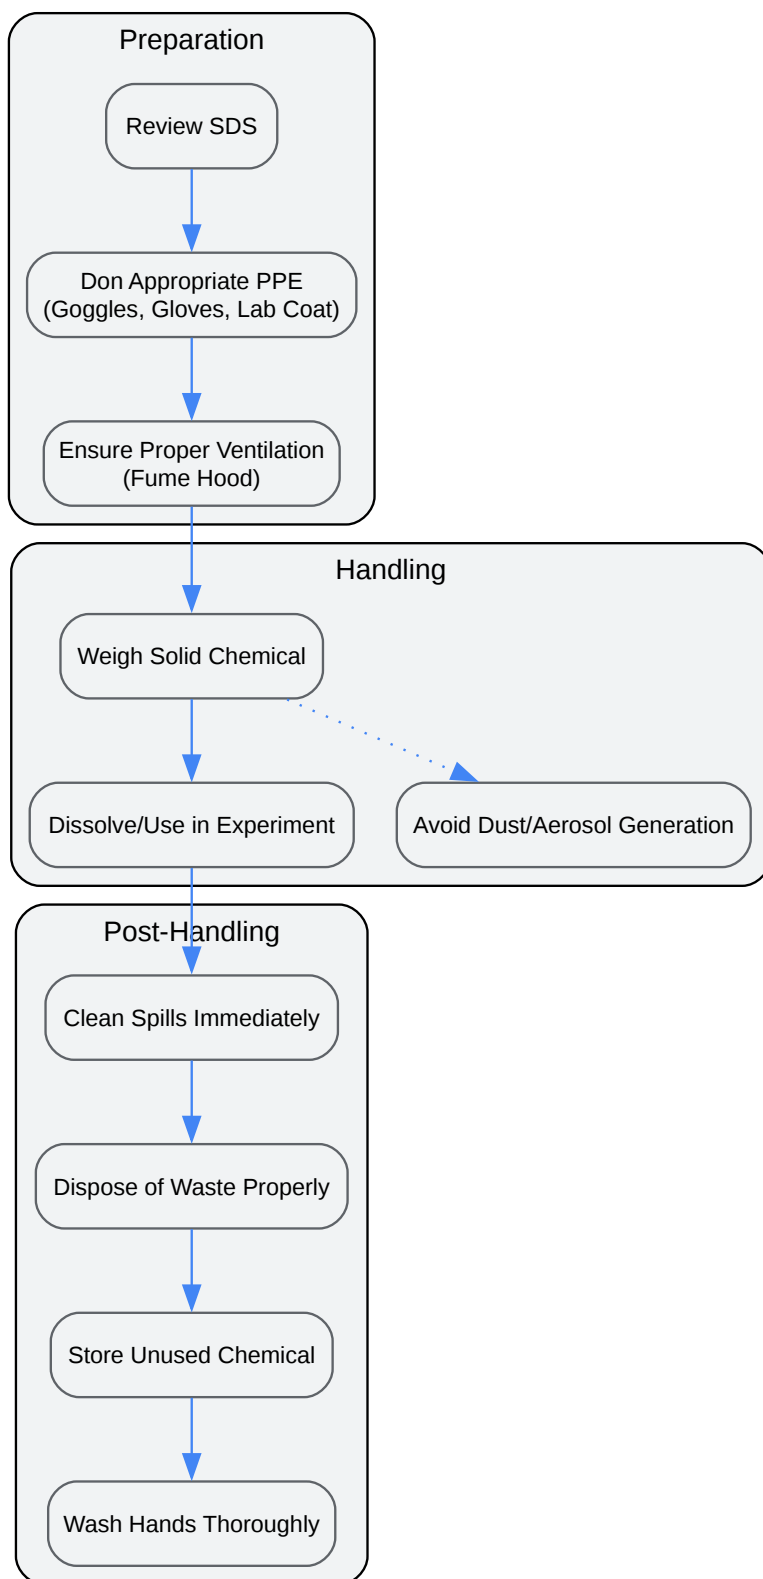 Preparation
Review SDS
Don Appropriate PPE
(Goggles, Gloves, Lab Coat)
Ensure Proper Ventilation
(Fume Hood)
Handling
Weigh Solid Chemical
Dissolve/Use in Experiment
Avoid Dust/Aerosol Generation
Post-Handling
Clean Spills Immediately
Dispose of Waste Properly
Store Unused Chemical
Wash Hands Thoroughly